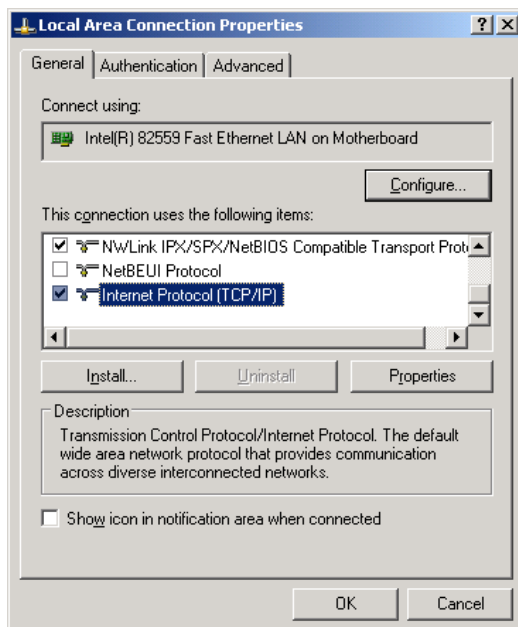 Local Area Connection Properties
General Authentication Advanced
Connect using:
Intel(R) 82559 Fast Ethernet LAN on Motherboard
Configure...
This connection uses the following items:
NWLink IPX/SPX/NetBIOS Compatible Transport Prot
NetBEUI Protocol
Internet Protocol (TCP/IP)
Install... Uninstall Properties
Description
Transmission Control Protocol/Internet Protocol. The default
wide area network protocol that provides communication
across diverse interconnected networks.
Show icon in notification area when connected
OK Cancel